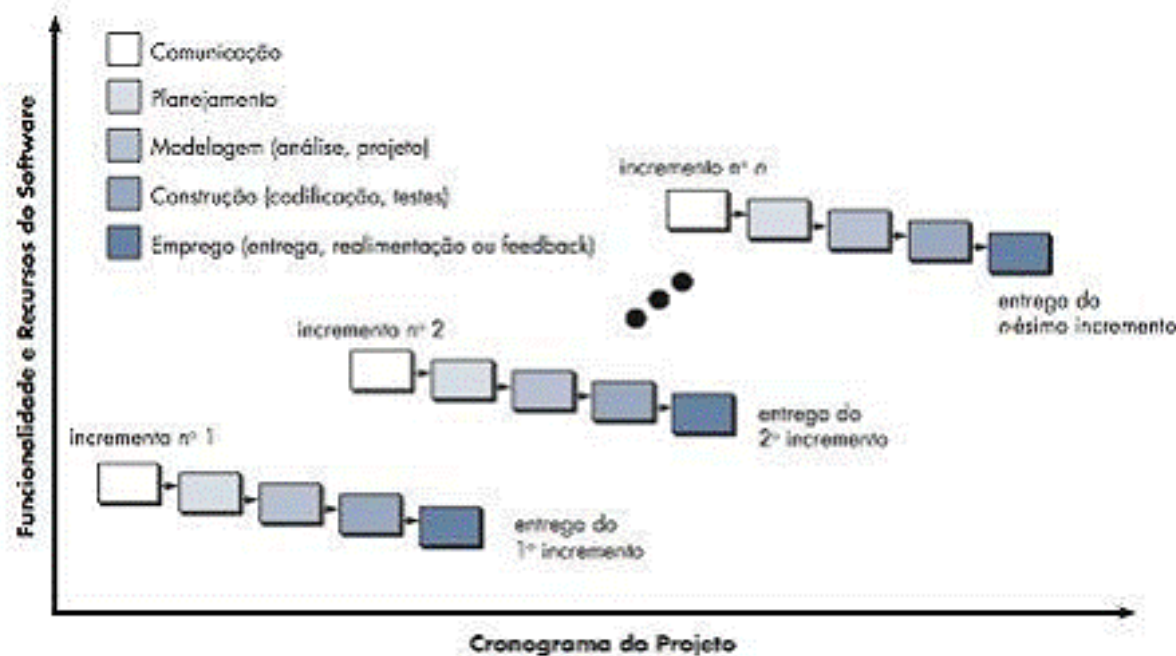 Comunicação
Planejamento
Modelagem (análise, projeto)
Construção (codificação, testes)
Emprego (entrega, realimentação ou feedback)
Funcionalidade e Recursos do Software
incremento nº n
entrega do
n-ésimo incremento
incremento nº 2
entrega do
2º incremento
incremento nº 1
entrega do
1º incremento
Cronograma do Projeto